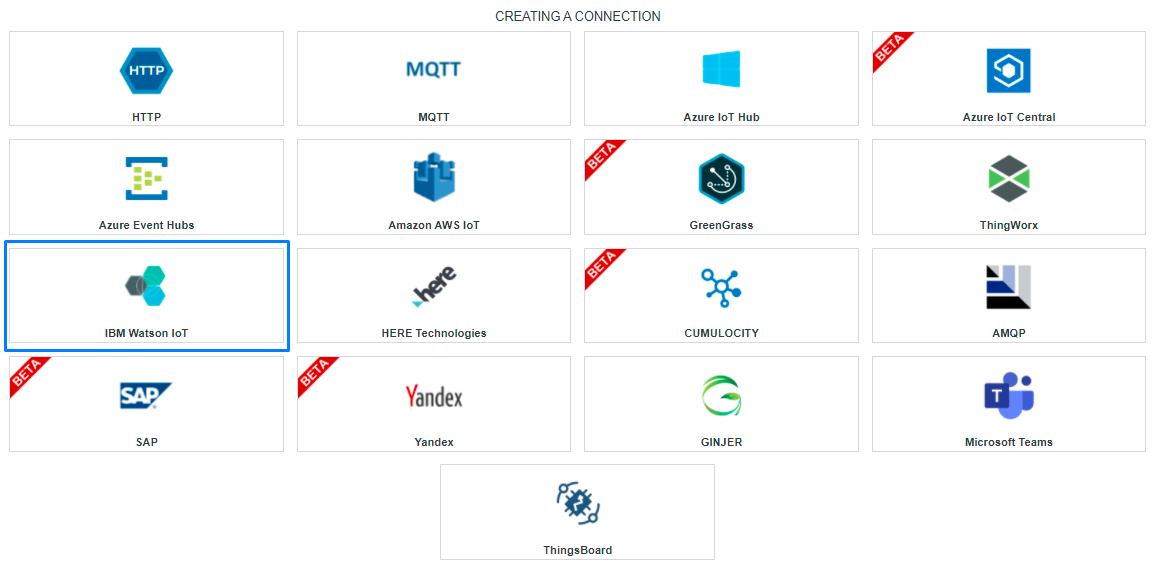 CREATING A CONNECTION
HTTP
HTTP
MQTT
MQTT
Azure IoT Hub
BETA
Azure IoT Central
Azure Event Hubs
Amazon AWS IoT
BETA
GreenGrass
ThingWorx
IBM Watson IoT
here
HERE Technologies
BETA
CUMULOCITY
AMQP
BETA
SAP
SAP
BETA
Yandex
Yandex
GINJER
T
Microsoft Teams
ThingsBoard